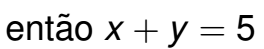 então x + y = 5